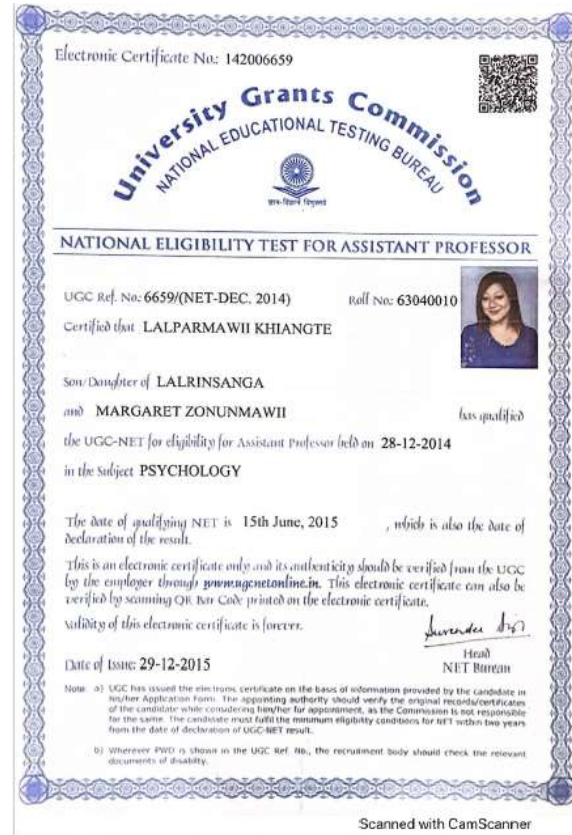 Electronic Certificate No.: 142006659
University Grants Commission
NATIONAL EDUCATIONAL TESTING BUREAU
ज्ञान-विज्ञान विमुक्तये
NATIONAL ELIGIBILITY TEST FOR ASSISTANT PROFESSOR
UGC Ref. No.: 6659/(NET-DEC. 2014) Roll No: 63040010
Certified that LALPARMAWII KHIANGTE
Son/Daughter of LALRINSANGA
and MARGARET ZONUNMAWII has qualified
the UGC-NET for eligibility for Assistant Professor held on 28-12-2014
in the Subject PSYCHOLOGY
The date of qualifying NET is 15th June, 2015 , which is also the date of
declaration of the result.
This is an electronic certificate only and its authenticity should be verified from the UGC
by the employer through www.ugcnetonline.in. This electronic certificate can also be
verified by scanning QR Bar Code printed on the electronic certificate.
Validity of this electronic certificate is forever.
Surender
Head
NET Bureau
Date of Issue: 29-12-2015
Note: a) UGC has issued the electronic certificate on the basis of information provided by the candidate in
his/her Application Form. The appointing authority should verify the original records/certificates
of the candidate while considering him/her for appointment, as the Commission is not responsible
for the same. The candidate must fulfil the minimum eligibility conditions for NET within two years
from the date of declaration of UGC-NET result.
b) Wherever PWD is shown in the UGC Ref. No., the recruitment body should check the relevant
documents of disability.
Scanned with CamScanner